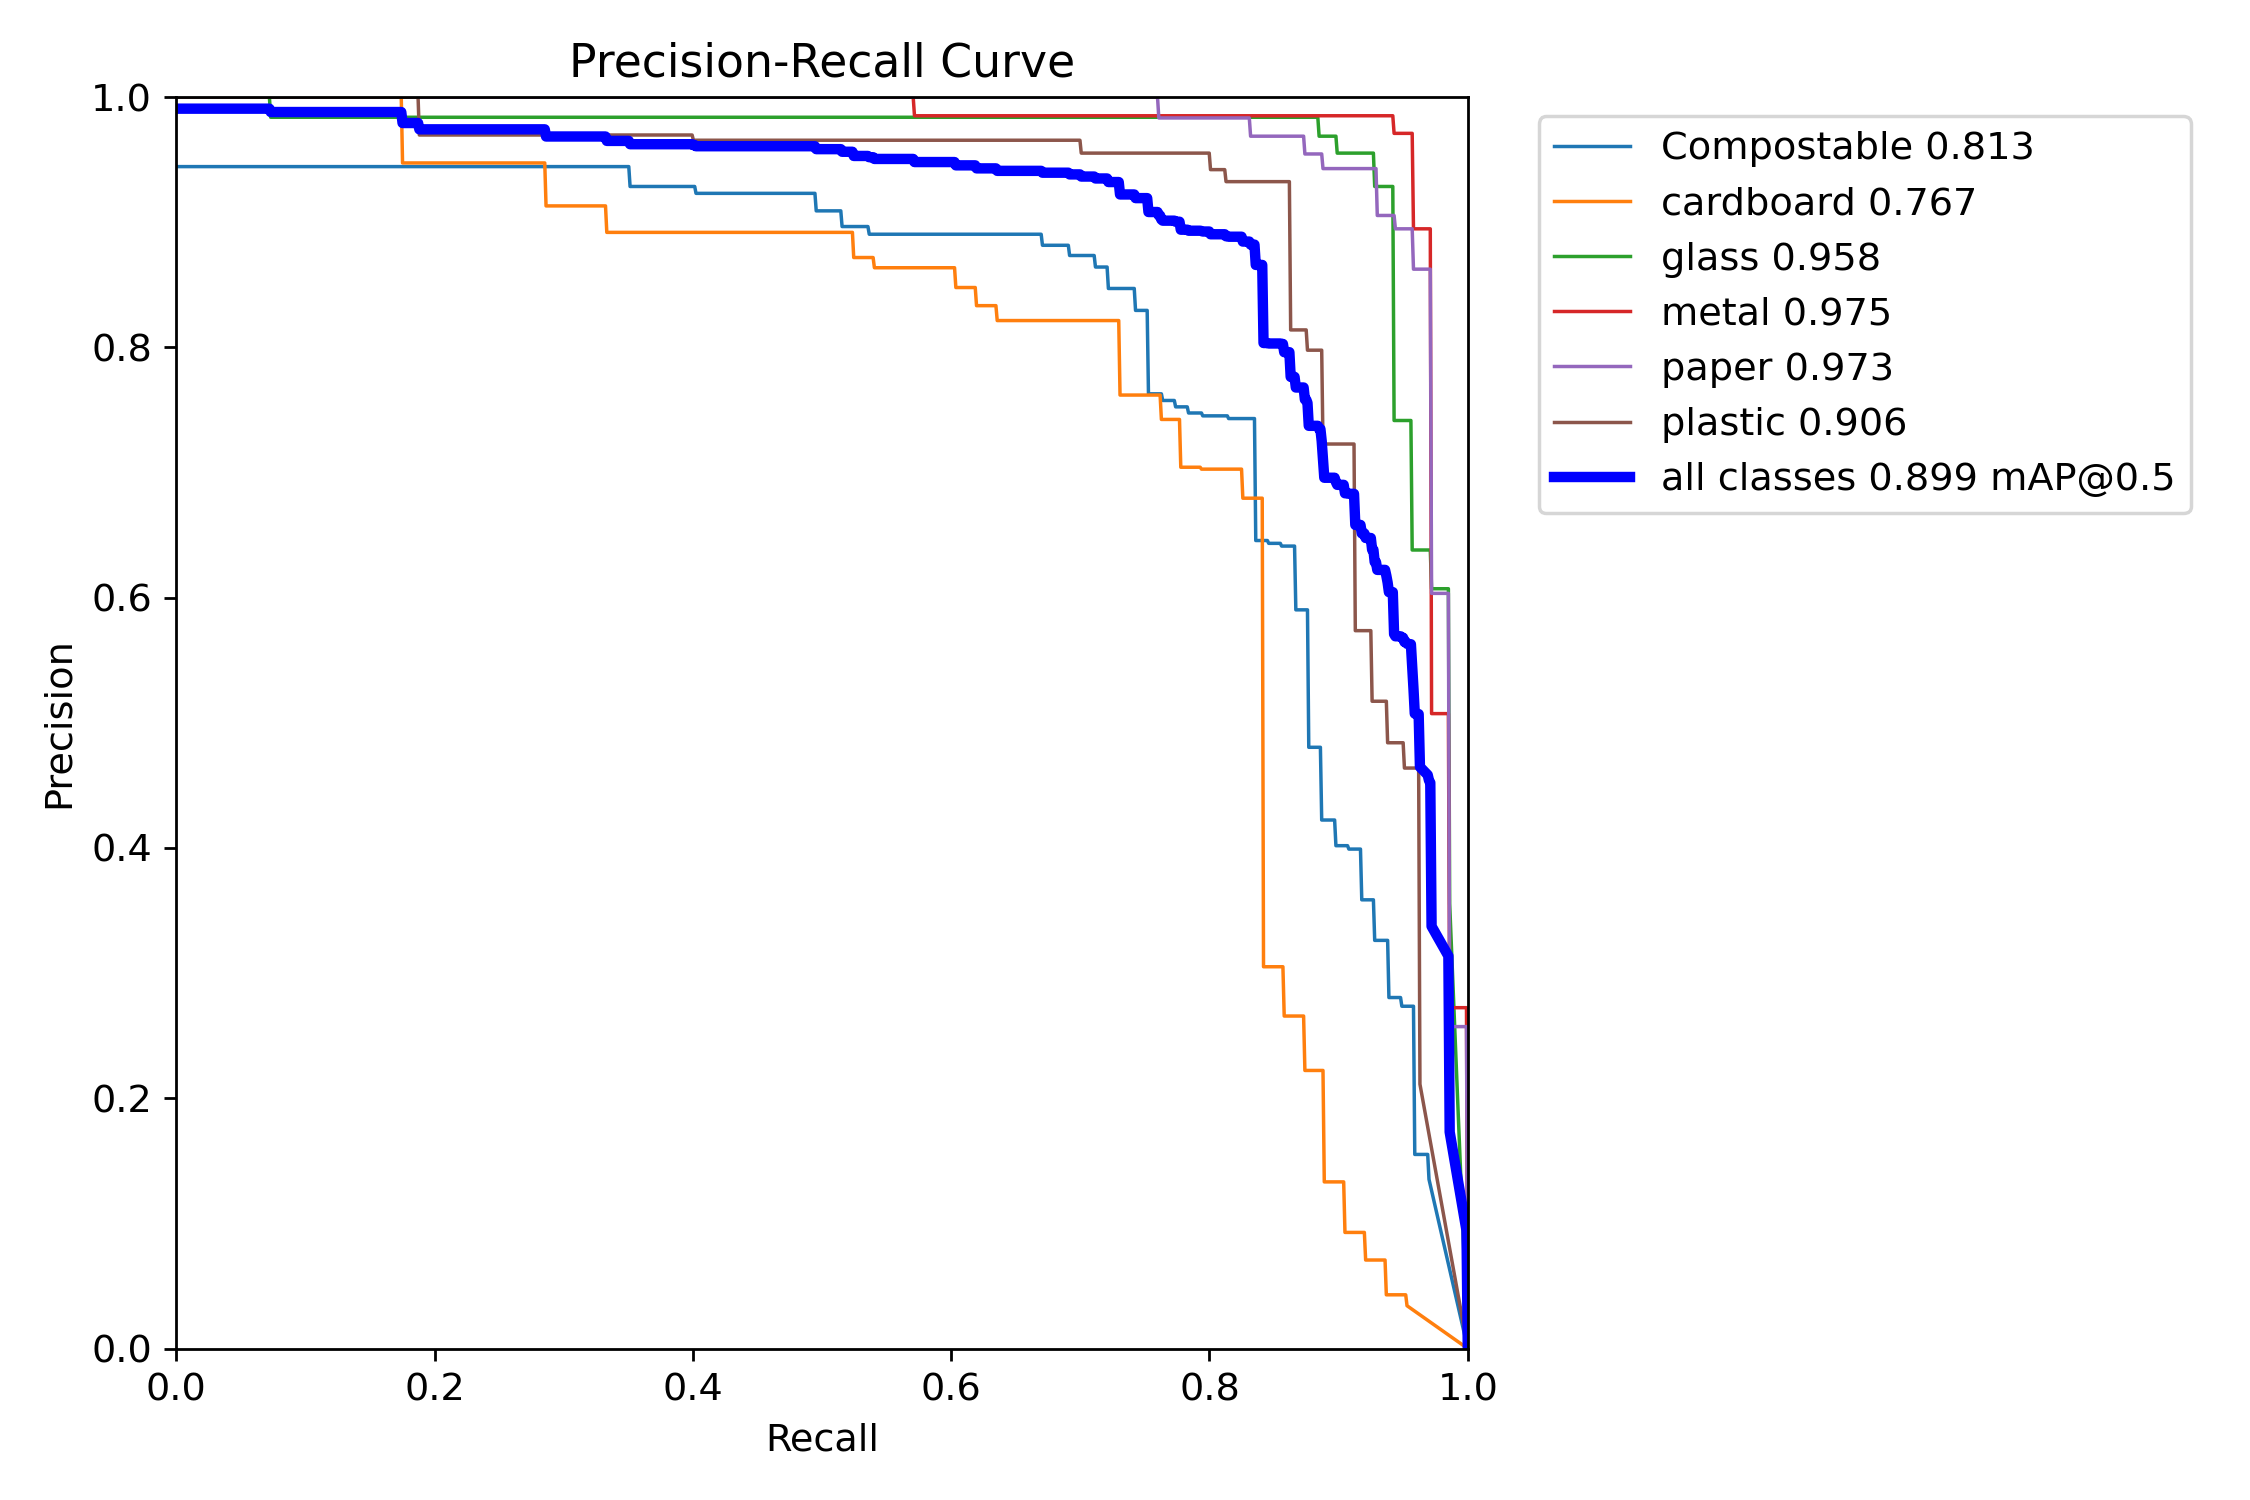 Precision-Recall Curve
1.0
0.8
0.6
0.4
0.2
0.0
Precision
0.0 0.2 0.4 0.6 0.8 1.0
Recall
Compostable 0.813
cardboard 0.767
glass 0.958
metal 0.975
paper 0.973
plastic 0.906
all classes 0.899 mAP@0.5